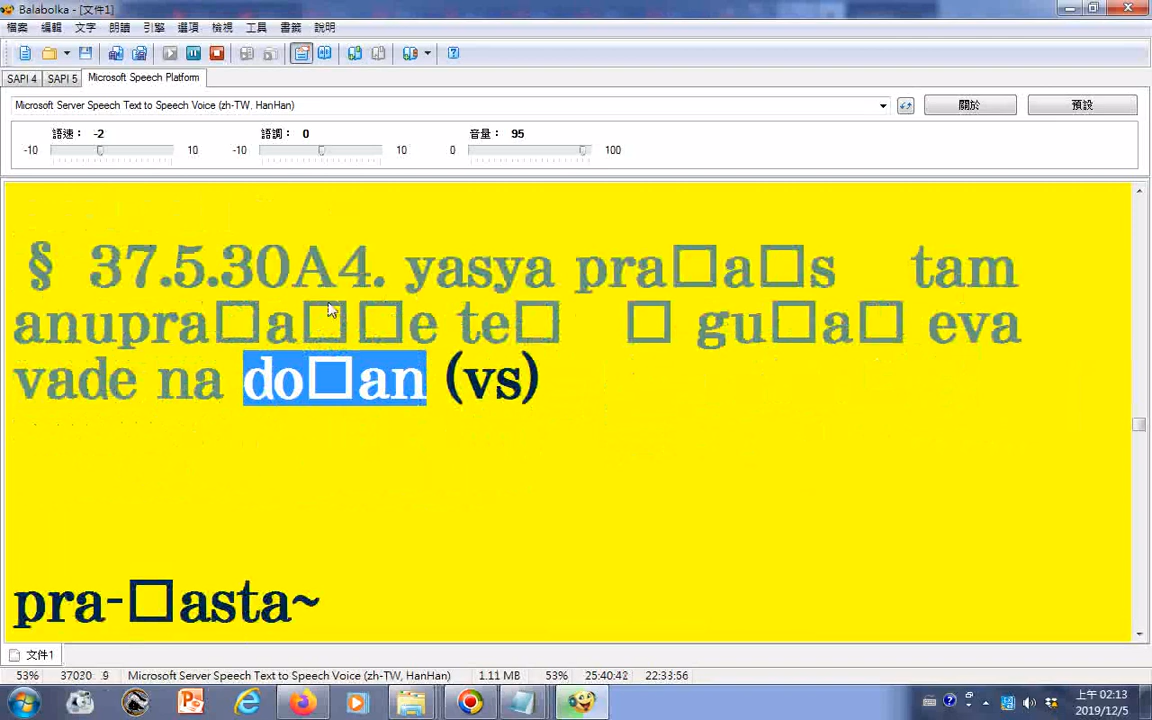 Balabolka - [文件1]
檔案 編輯 文字 朗讀 引擎 選項 檢視 工具 書籤 說明
SAPI 4 SAPI 5 Microsoft Speech Platform
Microsoft Server Speech Text to Speech Voice (zh-TW, HanHan) 關於 預設
語速： -2 語調： 0 音量： 95
-10 10 -10 10 0 100
§ 37.5.30A4. yasya pra□a□s tam
anupra□a□□e te□ □ gu□a□ eva
vade na do□an (vs)
pra-□asta~
文件1
53% 37020 .9 Microsoft Server Speech Text to Speech Voice (zh-TW, HanHan) 1.11 MB 53% 25:40:42 22:33:56
上午 02:13
2019/12/5